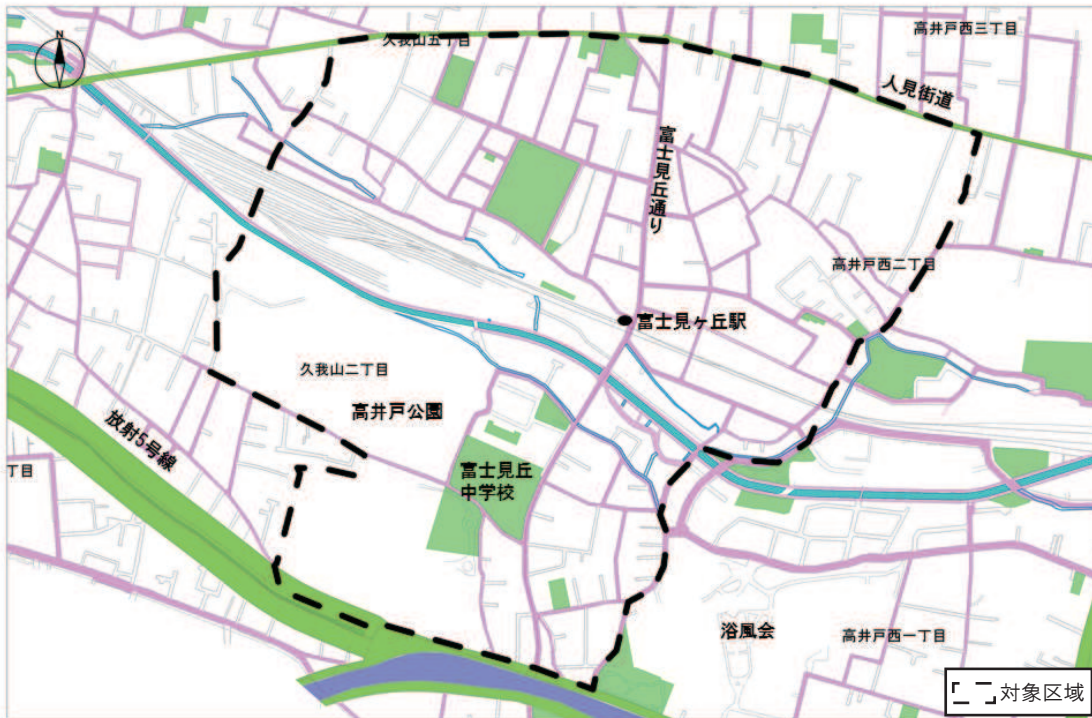 N
久我山五丁目
高井戸西三丁目
人見街道
富士見丘通り
高井戸西二丁目
富士見ヶ丘駅
久我山二丁目
高井戸公園
放射5号線
丁目
富士見丘
中学校
浴風会
高井戸西一丁目
対象区域